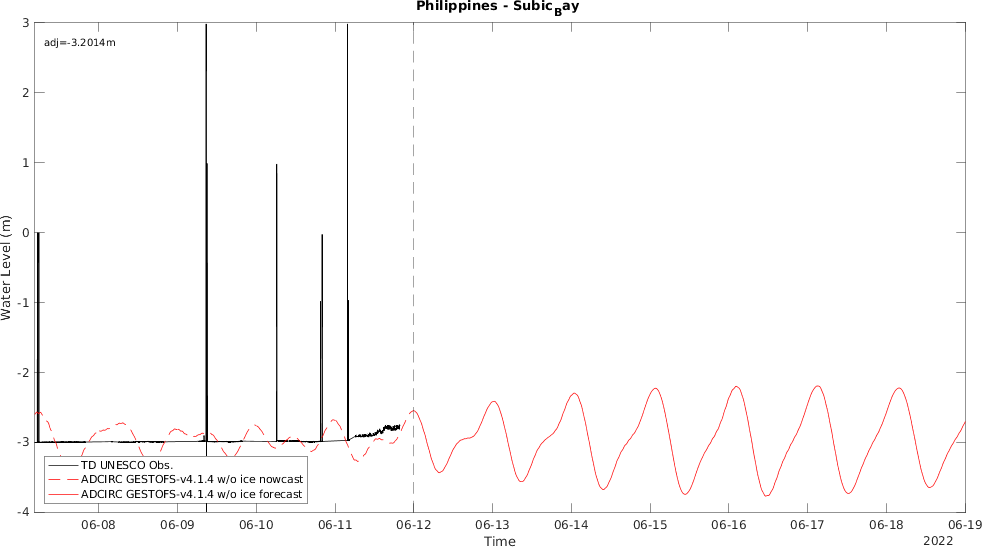 Philippines - Subic_Bay
3
adj=-3.2014m
2
1
0
-1
-2
-3
-4
Water Level (m)
TD UNESCO Obs.
ADCIRC GESTOFS-v4.1.4 w/o ice nowcast
ADCIRC GESTOFS-v4.1.4 w/o ice forecast
06-08 06-09 06-10 06-11 06-12 06-13 06-14 06-15 06-16 06-17 06-18 06-19
Time
2022